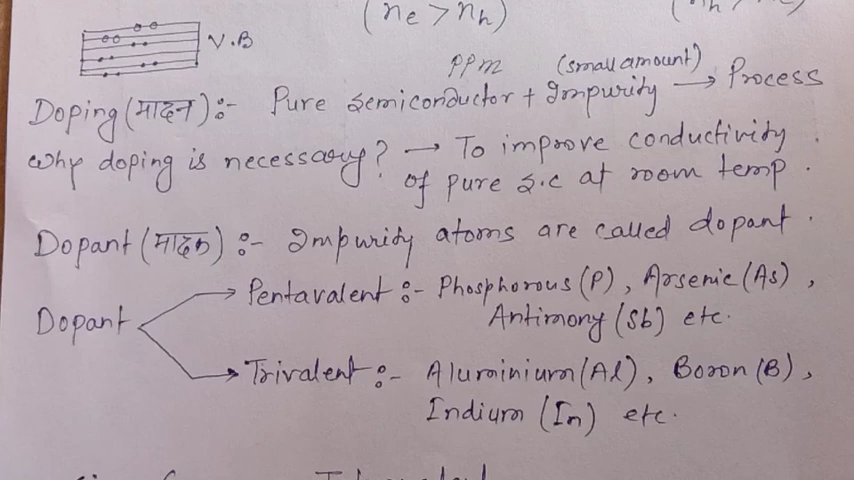 (ne > nh)
V.B
PPM (small amount)
Doping (मादन) :- Pure Semiconductor + Impurity → Process
Why doping is necessary? → To improve conductivity
of pure s.c at room temp.
Dopant (मादक) :- Impurity atoms are called dopant.
Dopant
Pentavalent :- Phosphorous (P), Arsenic (As),
Antimony (Sb) etc.
Trivalent :- Aluminium (Al), Boron (B),
Indium (In) etc.